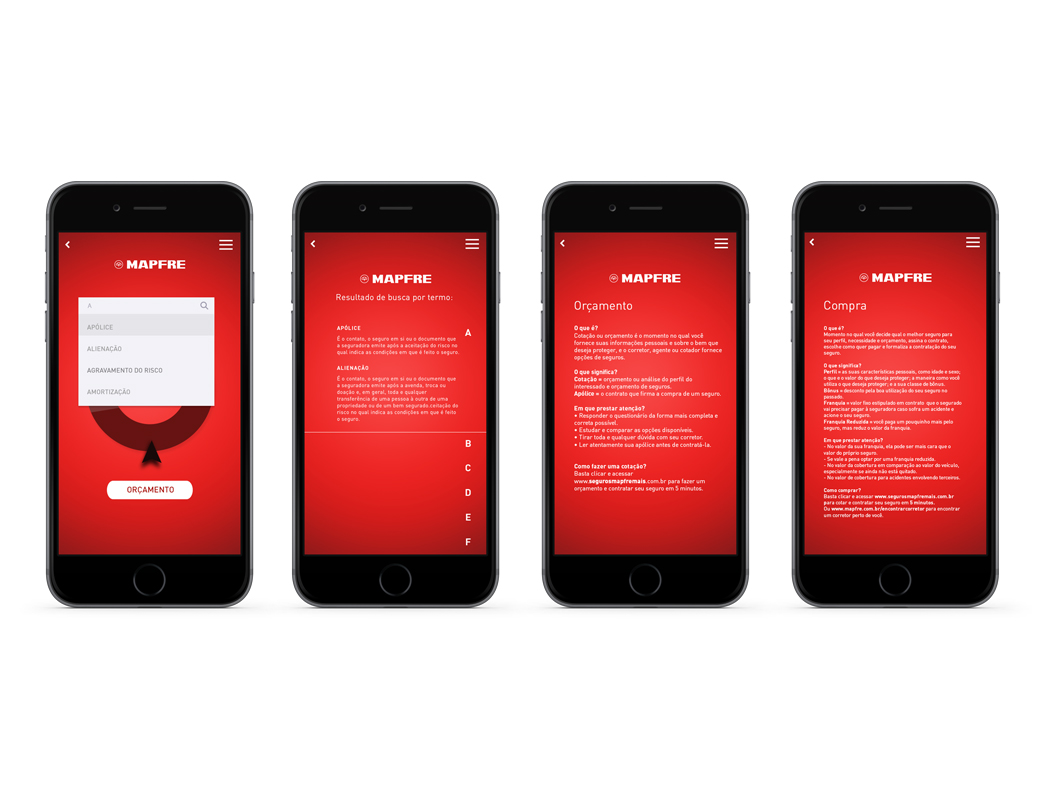 MAPFRE
A
APÓLICE
ALIENAÇÃO
AGRAVAMENTO DO RISCO
AMORTIZAÇÃO
ORÇAMENTO
MAPFRE
Resultado de busca por termo:
A
APÓLICE
É o contato, o seguro em si ou o documento que
a seguradora emite após a aceitação do risco no
qual indica as condições em que é feito o seguro.
ALIENAÇÃO
É o contato, o seguro em si ou o documento que
a seguradora emite após a avenda, troca ou
doação e, em geral, toda e qualquer
transferência de uma pessoa à outra de uma
propriedade ou de um bem segurado.ceitação do
risco no qual indica as condições em que é feito
o seguro.
B
C
D
E
F
MAPFRE
Orçamento
O que é?
Cotação ou orçamento é o momento no qual você
fornece suas informações pessoais e sobre o bem que
deseja proteger, e o corretor, agente ou cotador fornece
opções de seguros.
O que significa?
Cotação = orçamento ou análise do perfil do
interessado e orçamento de seguros.
Apólice = o contrato que firma a compra de um seguro.
Em que prestar atenção?
• Responder o questionário da forma mais completa e
correta possível.
• Estudar e comparar as opções disponíveis.
• Tirar toda e qualquer dúvida com seu corretor.
• Ler atentamente sua apólice antes de contratá-la.
Como fazer uma cotação?
Basta clicar e acessar
www.segurosmapfremais.com.br para fazer um
orçamento e contratar seu seguro em 5 minutos.
MAPFRE
Compra
O que é?
Momento no qual você decide qual o melhor seguro para
seu perfil, necessidade e orçamento, assina o contrato,
escolhe como quer pagar e formaliza a contratação do seu
seguro.
O que significa?
Perfil = as suas características pessoais, como idade e sexo;
o que e o valor do que deseja proteger; a maneira como você
utiliza o que deseja proteger; e a sua classe de bônus.
Bônus = desconto pela boa utilização do seu seguro no
passado.
Franquia = valor fixo estipulado em contrato que o segurado
vai precisar pagar à seguradora caso sofra um acidente e
acione o seu seguro.
Franquia Reduzida = você paga um pouquinho mais pelo
seguro, mas reduz o valor da franquia.
Em que prestar atenção?
- No valor da sua franquia, ela pode ser mais cara que o
valor do próprio seguro.
- Se vale a pena optar por uma franquia reduzida.
- No valor da cobertura em comparação ao valor do veículo,
especialmente se ainda não está quitado.
- No valor de cobertura para acidentes envolvendo terceiros.
Como comprar?
Basta clicar e acessar www.segurosmapfremais.com.br
para cotar e contratar seu seguro em 5 minutos.
Ou www.mapfre.com.br/encontrarcorretor para encontrar
um corretor perto de você.